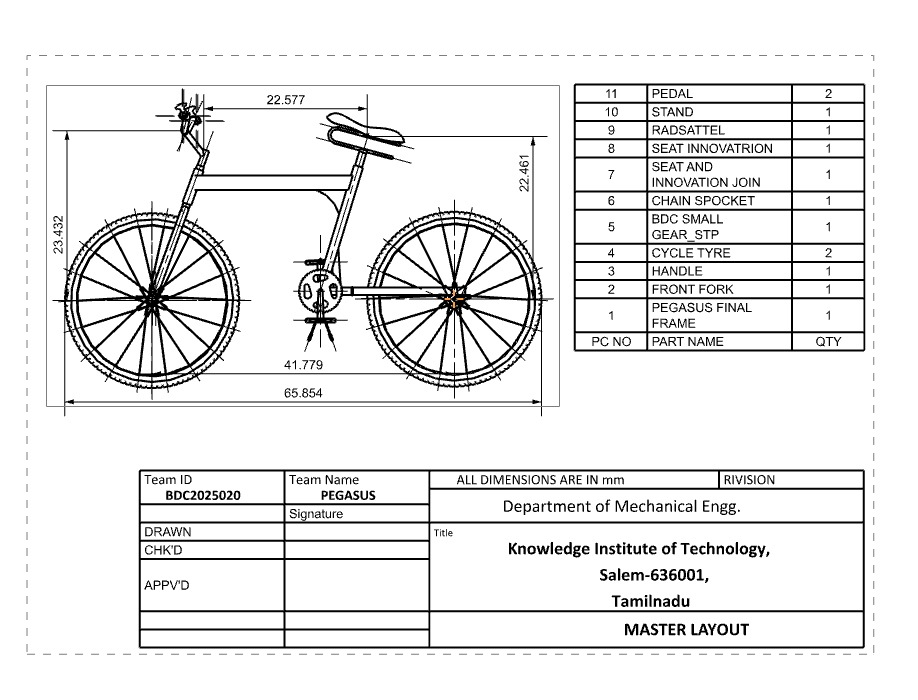 22.577
23.432
22.461
41.779
65.854
11 PEDAL 2
10 STAND 1
9 RADSATTEL 1
8 SEAT INNOVATRION 1
7 SEAT AND INNOVATION JOIN 1
6 CHAIN SPOCKET 1
5 BDC SMALL GEAR_STP 1
4 CYCLE TYRE 2
3 HANDLE 1
2 FRONT FORK 1
1 PEGASUS FINAL FRAME 1
PC NO PART NAME QTY
Team ID
BDC2025020
Team Name
PEGASUS
Signature
DRAWN
CHK'D
APPV'D
ALL DIMENSIONS ARE IN mm
RIVISION
Department of Mechanical Engg.
Title
Knowledge Institute of Technology,
Salem-636001,
Tamilnadu
MASTER LAYOUT